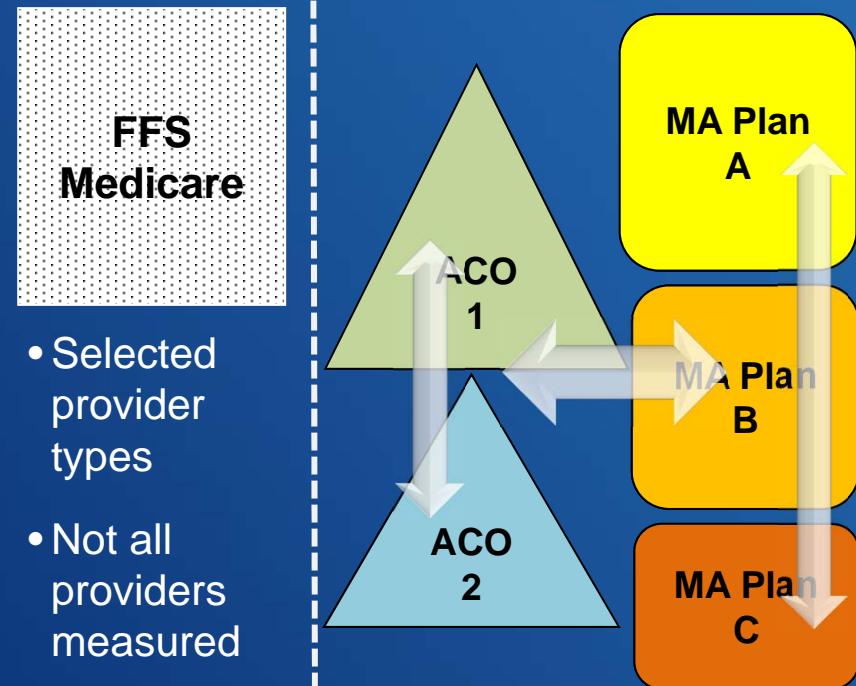 FFS
Medicare
• Selected
provider
types
• Not all
providers
measured
ACO
1
ACO
2
MA Plan
A
MA Plan
B
MA Plan
C